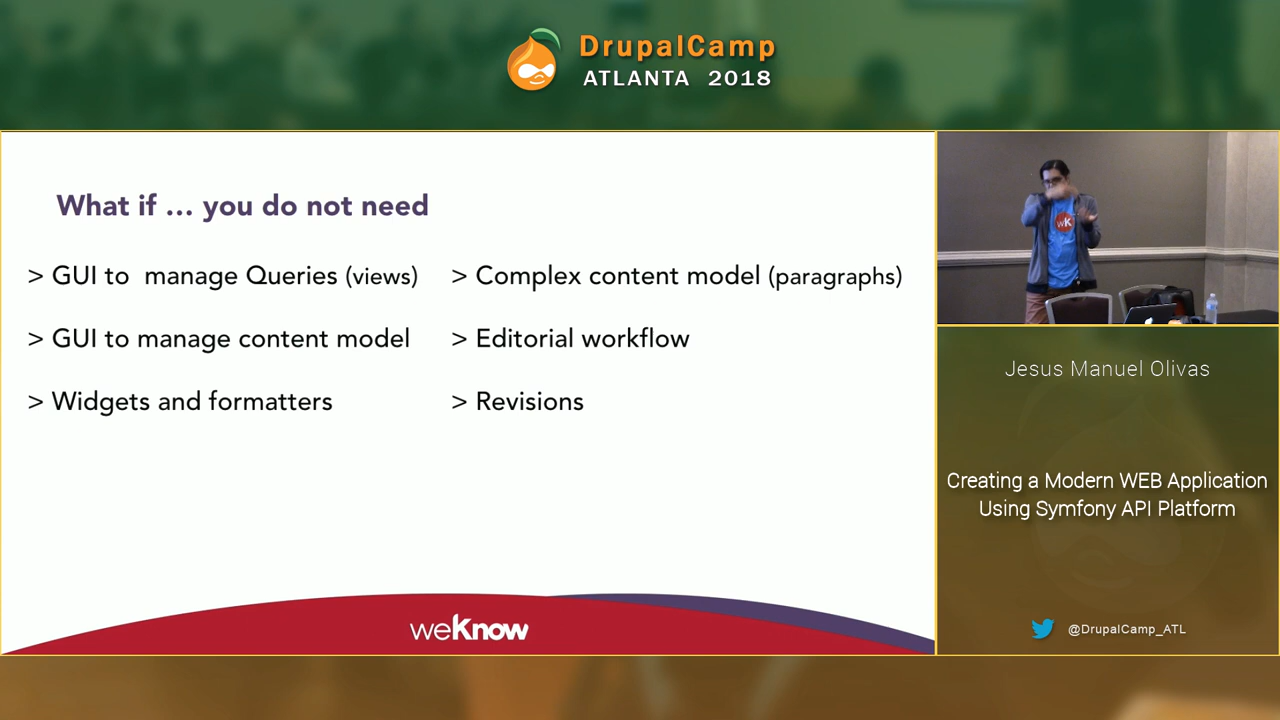 DrupalCamp
ATLANTA 2018
What if ... you do not need
> GUI to manage Queries (views)
> GUI to manage content model
> Widgets and formatters
> Complex content model (paragraphs)
> Editorial workflow
> Revisions
weKnow
wK
Jesus Manuel Olivas
Creating a Modern WEB Application
Using Symfony API Platform
@DrupalCamp_ATL